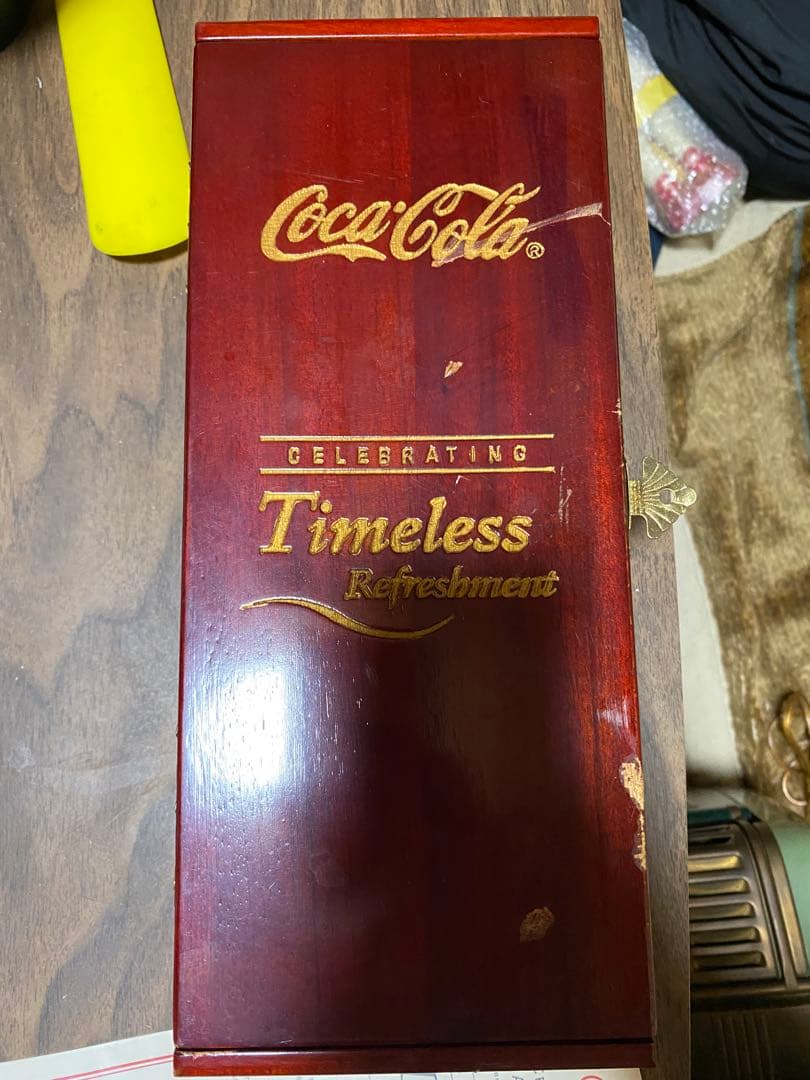 Coca-Cola®
CELEBRATING
Timeless
Refreshment